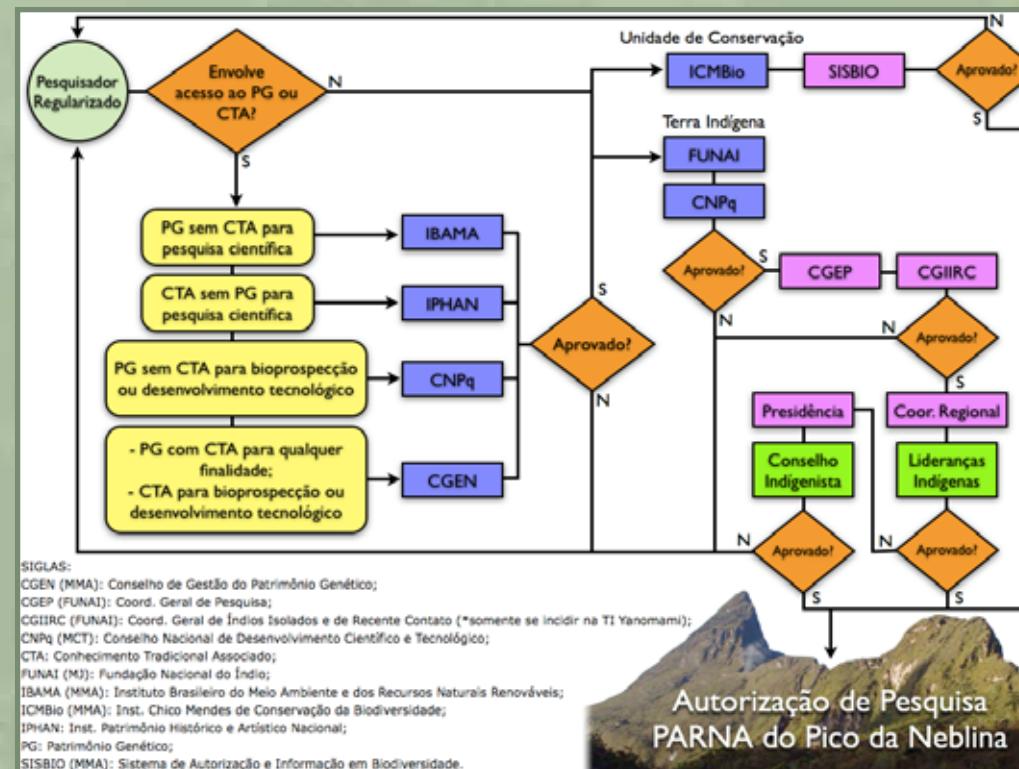 Pesquisador
Regularizado
Envolve
acesso ao PG ou
CTA?
N
S
PG sem CTA para
pesquisa científica
CTA sem PG para
pesquisa científica
PG sem CTA para bioprospecção
ou desenvolvimento tecnológico
- PG com CTA para qualquer
finalidade;
- CTA para bioprospecção ou
desenvolvimento tecnológico
IBAMA
IPHAN
CNPq
CGEN
S
Aprovado?
N
Unidade de Conservação
ICMBio
SISBIO
N
Aprovado?
S
Terra Indígena
FUNAI
CNPq
Aprovado?
S
N
CGEP
CGIIRC
N
Aprovado?
S
Presidência
Coor. Regional
Conselho
Indígenista
Lideranças
Indígenas
N
Aprovado?
S
N
Aprovado?
S
SIGLAS:
CGEN (MMA): Conselho de Gestão do Patrimônio Genético;
CGEP (FUNAI): Coord. Geral de Pesquisa;
CGIIRC (FUNAI): Coord. Geral de Índios Isolados e de Recente Contato (*somente se incidir na TI Yanomami);
CNPq (MCT): Conselho Nacional de Desenvolvimento Científico e Tecnológico;
CTA: Conhecimento Tradicional Associado;
FUNAI (MJ): Fundação Nacional do Índio;
IBAMA (MMA): Instituto Brasileiro do Meio Ambiente e dos Recursos Naturais Renováveis;
ICMBio (MMA): Inst. Chico Mendes de Conservação da Biodiversidade;
IPHAN: Inst. Patrimônio Histórico e Artístico Nacional;
PG: Patrimônio Genético;
SISBIO (MMA): Sistema de Autorização e Informação em Biodiversidade.
Autorização de Pesquisa
PARNA do Pico da Neblina